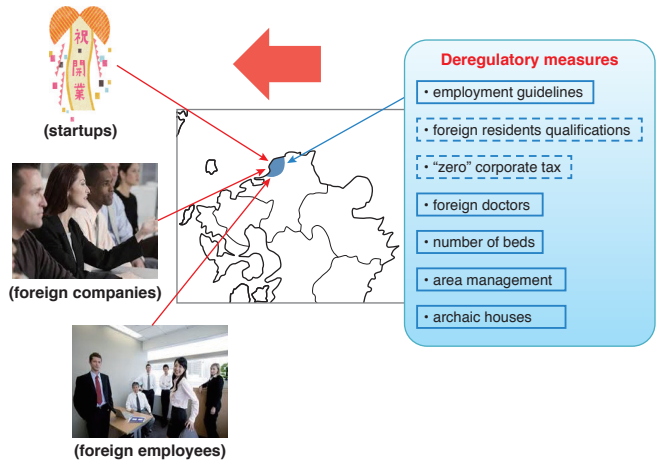 祝
開
業
(startups)
(foreign companies)
(foreign employees)
Deregulatory measures
• employment guidelines
• foreign residents qualifications
• “zero” corporate tax
• foreign doctors
• number of beds
• area management
• archaic houses